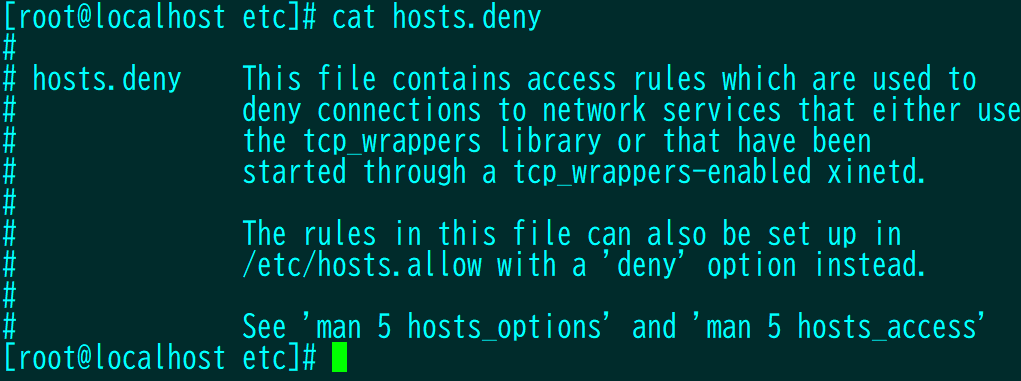 [root@localhost etc]# cat hosts.deny
#
# hosts.deny    This file contains access rules which are used to
#               deny connections to network services that either use
#               the tcp_wrappers library or that have been
#               started through a tcp_wrappers-enabled xinetd.
#
#               The rules in this file can also be set up in
#               /etc/hosts.allow with a 'deny' option instead.
#
#               See 'man 5 hosts_options' and 'man 5 hosts_access'
[root@localhost etc]#